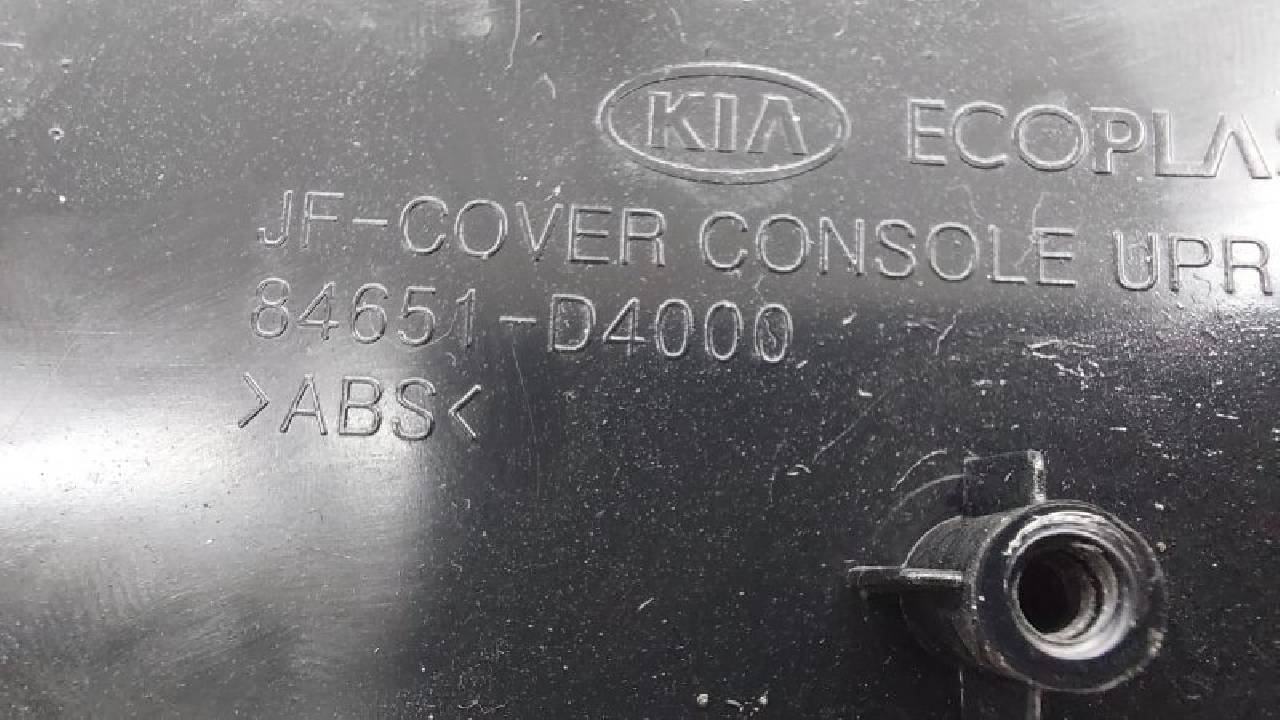 KIA ECOPLAS
JF-COVER CONSOLE UPR
84651-D4000
>ABS<